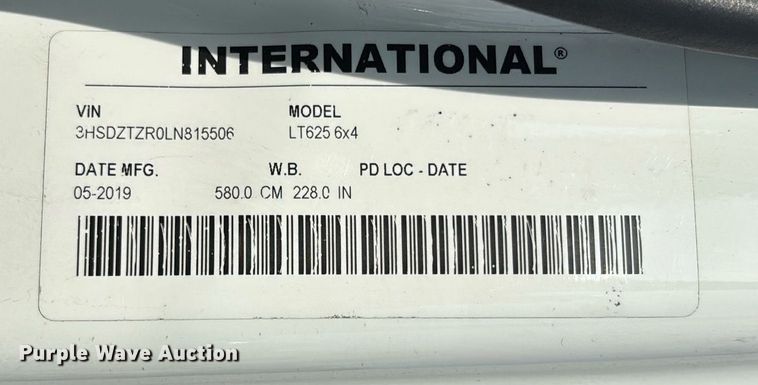 INTERNATIONAL®
VIN MODEL
3HSDZTZR0LN815506 LT625 6x4
DATE MFG. W.B. PD LOC - DATE
05-2019 580.0 CM 228.0 IN
Purple Wave Auction